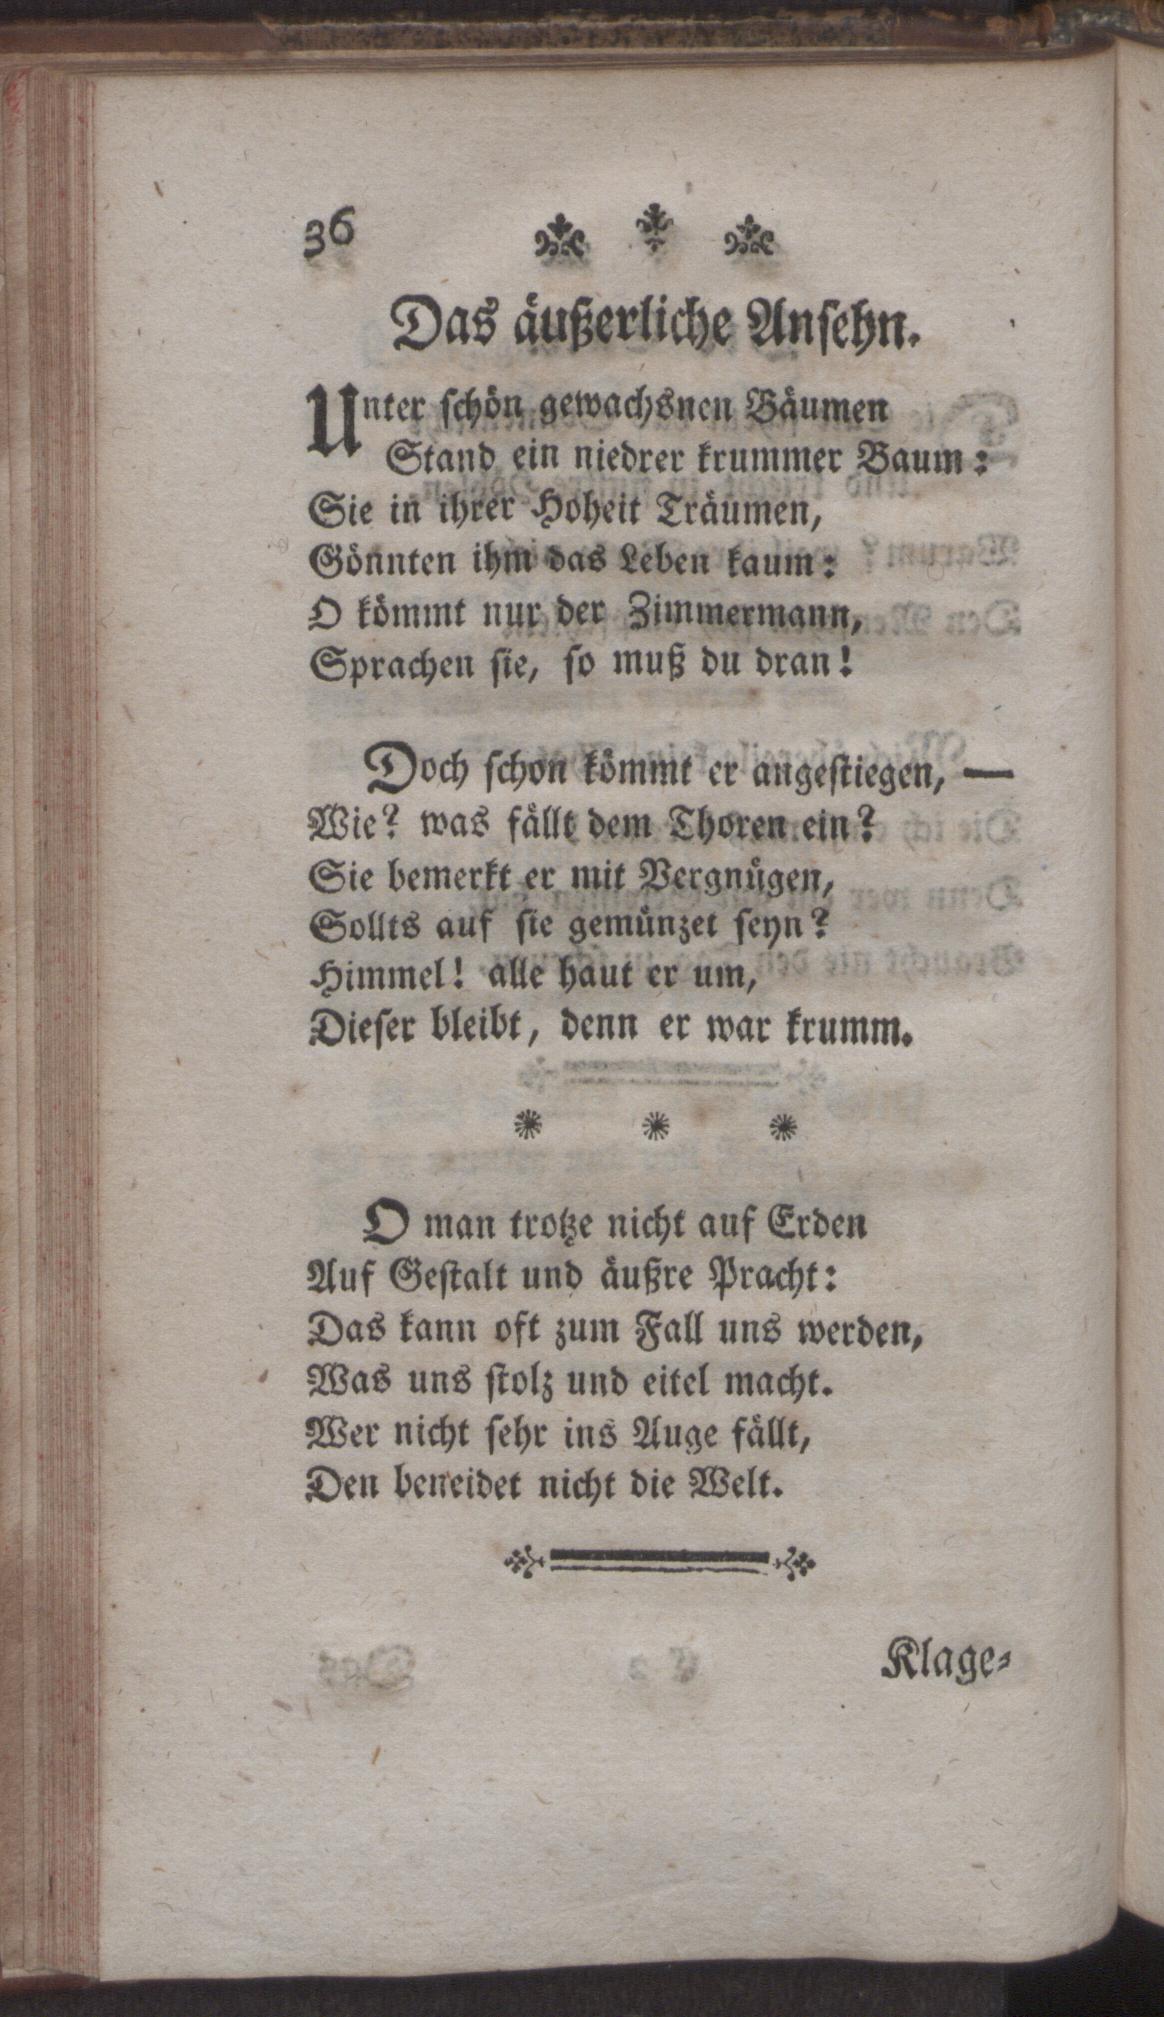 36
Das äußerliche Anſehn.
Unter ſchön gewachsnen Bäumen
Stand ein niedrer krummer Baum:
Sie in ihrer Hoheit Träumen,
Gönnten ihm das Leben kaum:
O kömmt nur der Zimmermann,
Sprachen ſie, ſo muß du dran!
Doch ſchon kömmt er angeſtiegen, —
Wie? was fällt dem Thoren ein?
Sie bemerkt er mit Vergnügen,
Sollts auf ſie gemünzet ſeyn?
Himmel! alle haut er um,
Dieſer bleibt, denn er war krumm.
* * *
O man trotze nicht auf Erden
Auf Geſtalt und äußre Pracht:
Das kann oft zum Fall uns werden,
Was uns ſtolz und eitel macht.
Wer nicht ſehr ins Auge fällt,
Den beneidet nicht die Welt.
Klage-